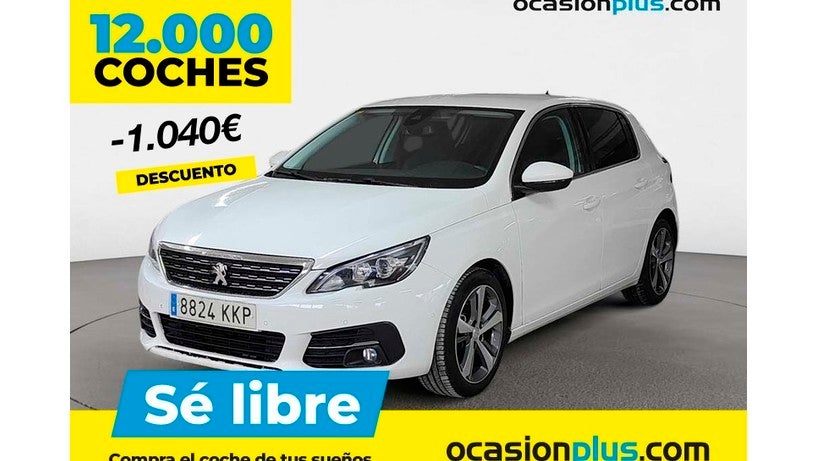 ocasionplus.com
12.000
COCHES
-1.040€
DESCUENTO
8824 KKP
Sé libre
Compra el coche de tus sueños
ocasionplus.com